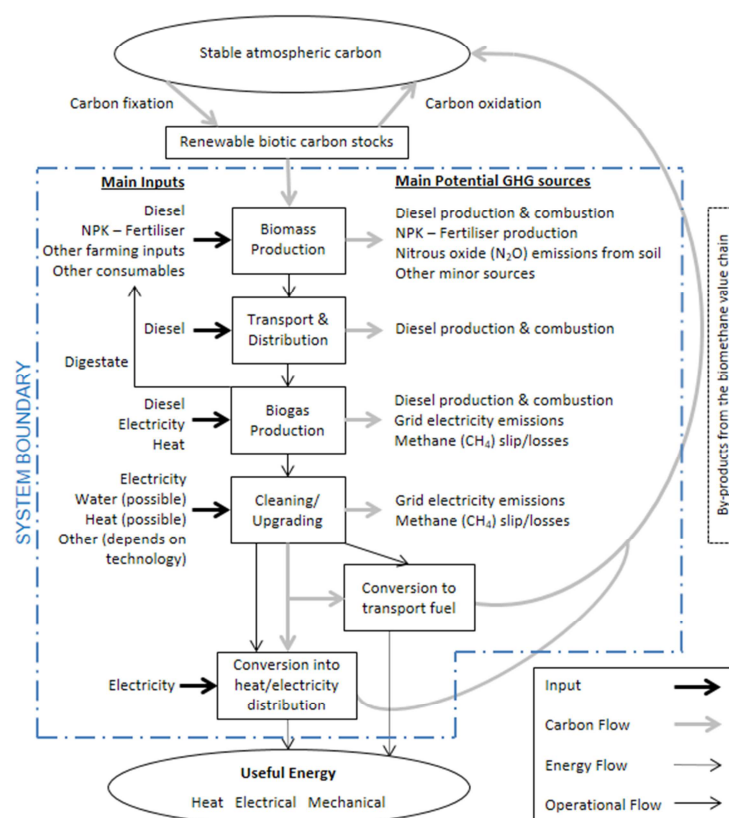 Stable atmospheric carbon
Carbon fixation
Carbon oxidation
Renewable biotic carbon stocks
Main Inputs
Main Potential GHG sources
Diesel
NPK – Fertiliser
Other farming inputs
Other consumables
Biomass
Production
Diesel production & combustion
NPK – Fertiliser production
Nitrous oxide (N₂O) emissions from soil
Other minor sources
Diesel
Transport &
Distribution
Diesel production & combustion
Digestate
Diesel
Electricity
Heat
Biogas
Production
Diesel production & combustion
Grid electricity emissions
Methane (CH₄) slip/losses
Electricity
Water (possible)
Heat (possible)
Other (depends on
technology)
Cleaning/
Upgrading
Grid electricity emissions
Methane (CH₄) slip/losses
Conversion to
transport fuel
Electricity
Conversion into
heat/electricity
distribution
Useful Energy
Heat Electrical Mechanical
SYSTEM BOUNDARY
By-products from the biomethane value chain
Input
Carbon Flow
Energy Flow
Operational Flow